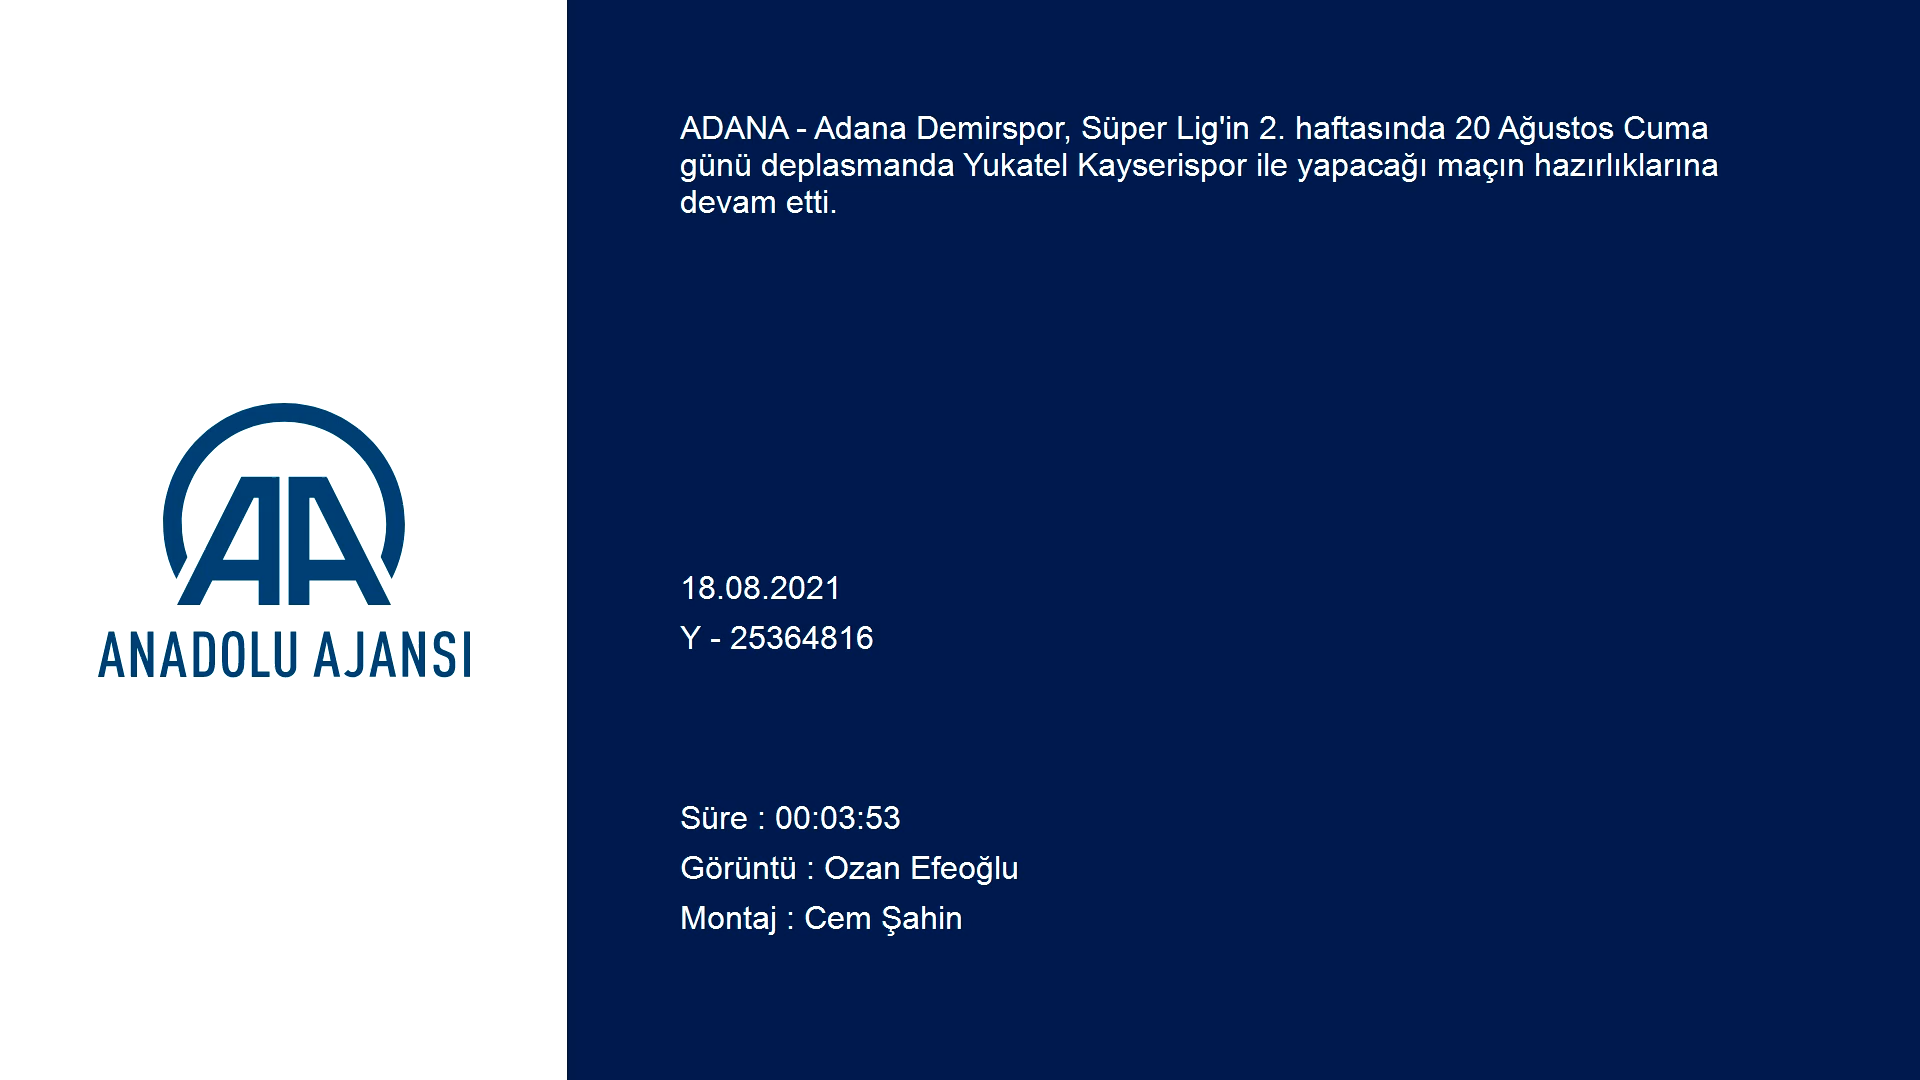 ADANA - Adana Demirspor, Süper Lig'in 2. haftasında 20 Ağustos Cuma
günü deplasmanda Yukatel Kayserispor ile yapacağı maçın hazırlıklarına
devam etti.
AA
ANADOLU AJANSI
18.08.2021
Y - 25364816
Süre : 00:03:53
Görüntü : Ozan Efeoğlu
Montaj : Cem Şahin